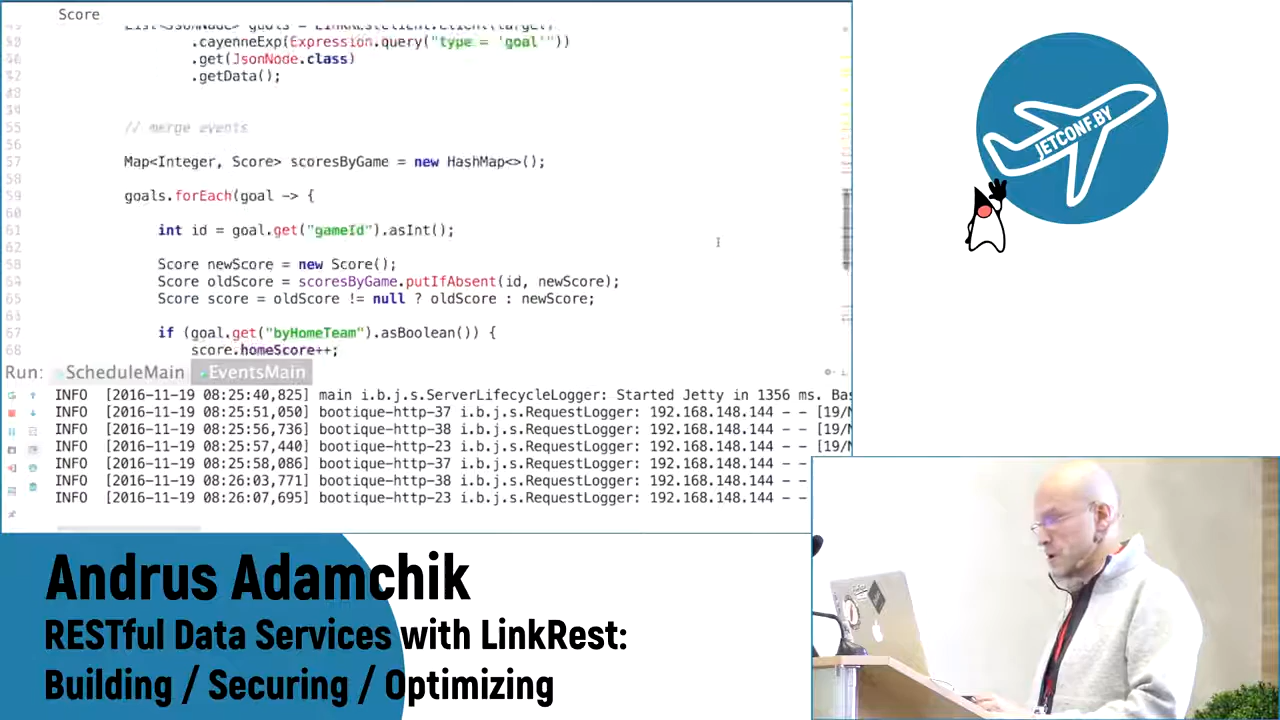 Score
.cayenneExp(Expression.query("type = 'goal'"))
.get(JsonNode.class)
.getData();
// merge events
Map<Integer, Score> scoresByGame = new HashMap<>();
goals.forEach(goal -> {
int id = goal.get("gameId").asInt();
Score newScore = new Score();
Score oldScore = scoresByGame.putIfAbsent(id, newScore);
Score score = oldScore != null ? oldScore : newScore;
if (goal.get("byHomeTeam").asBoolean()) {
score.homeScore++;
Run: ScheduleMain EventsMain
INFO [2016-11-19 08:25:40,825] main i.b.j.s.ServerLifecycleLogger: Started Jetty in 1356 ms. Bas
INFO [2016-11-19 08:25:51,050] bootique-http-37 i.b.j.s.RequestLogger: 192.168.148.144 - - [19/N
INFO [2016-11-19 08:25:56,736] bootique-http-38 i.b.j.s.RequestLogger: 192.168.148.144 - - [19/N
INFO [2016-11-19 08:25:57,440] bootique-http-23 i.b.j.s.RequestLogger: 192.168.148.144 - - [19/N
INFO [2016-11-19 08:25:58,086] bootique-http-37 i.b.j.s.RequestLogger: 192.168.148.144 - -
INFO [2016-11-19 08:26:03,771] bootique-http-38 i.b.j.s.RequestLogger: 192.168.148.144 - -
INFO [2016-11-19 08:26:07,695] bootique-http-23 i.b.j.s.RequestLogger: 192.168.148.144 - -
JETCONF.BY
Andrus Adamchik
RESTful Data Services with LinkRest:
Building / Securing / Optimizing